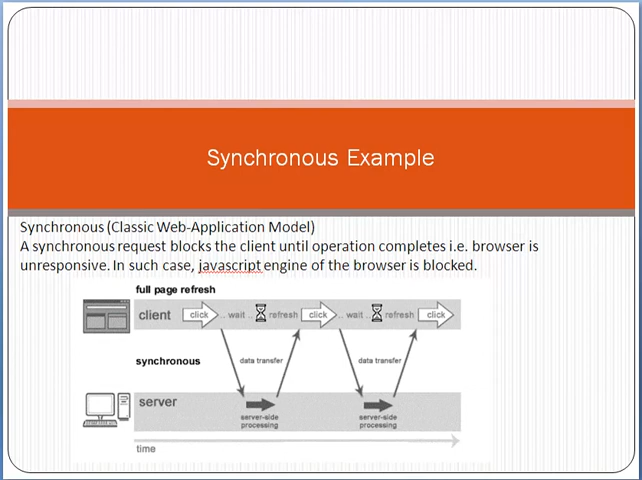 Synchronous Example
Synchronous (Classic Web-Application Model)
A synchronous request blocks the client until operation completes i.e. browser is
unresponsive. In such case, javascript engine of the browser is blocked.
full page refresh
client click .. wait .. refresh click .. wait .. refresh click
synchronous data transfer data transfer
server
server-side processing server-side processing
time